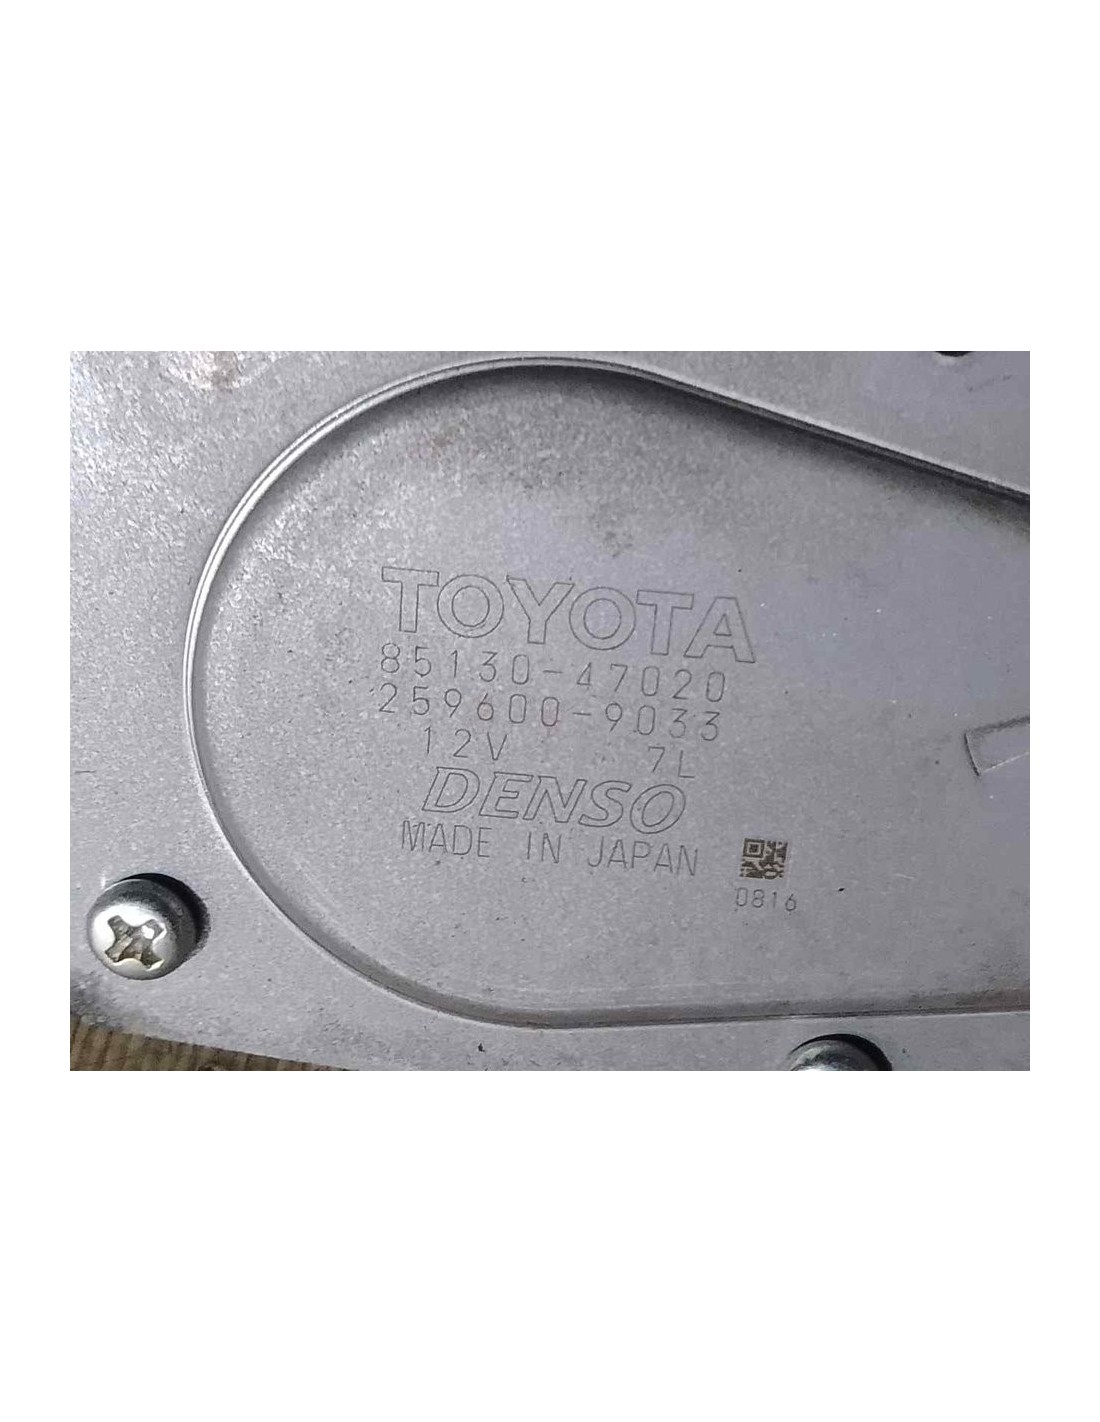 TOYOTA
85130-47020
259600-9033
12V 7L
DENSO
MADE IN JAPAN
0816